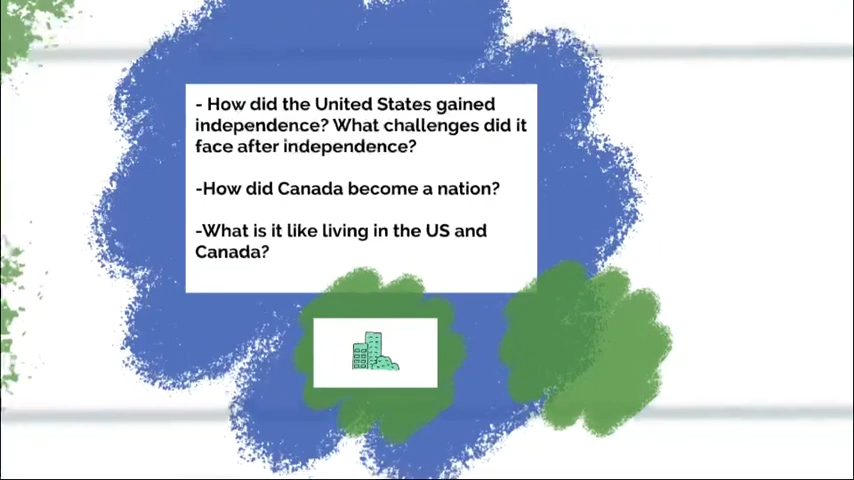 - How did the United States gained
independence? What challenges did it
face after independence?
-How did Canada become a nation?
-What is it like living in the US and
Canada?